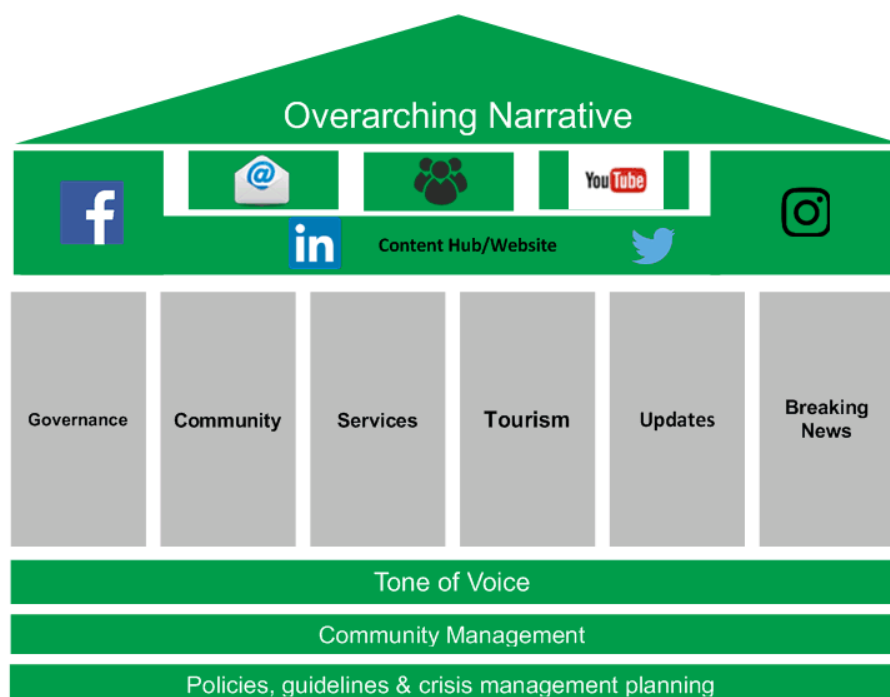 Overarching Narrative
@
YouTube
f
in
Content Hub/Website
Governance
Community
Services
Tourism
Updates
Breaking
News
Tone of Voice
Community Management
Policies, guidelines & crisis management planning